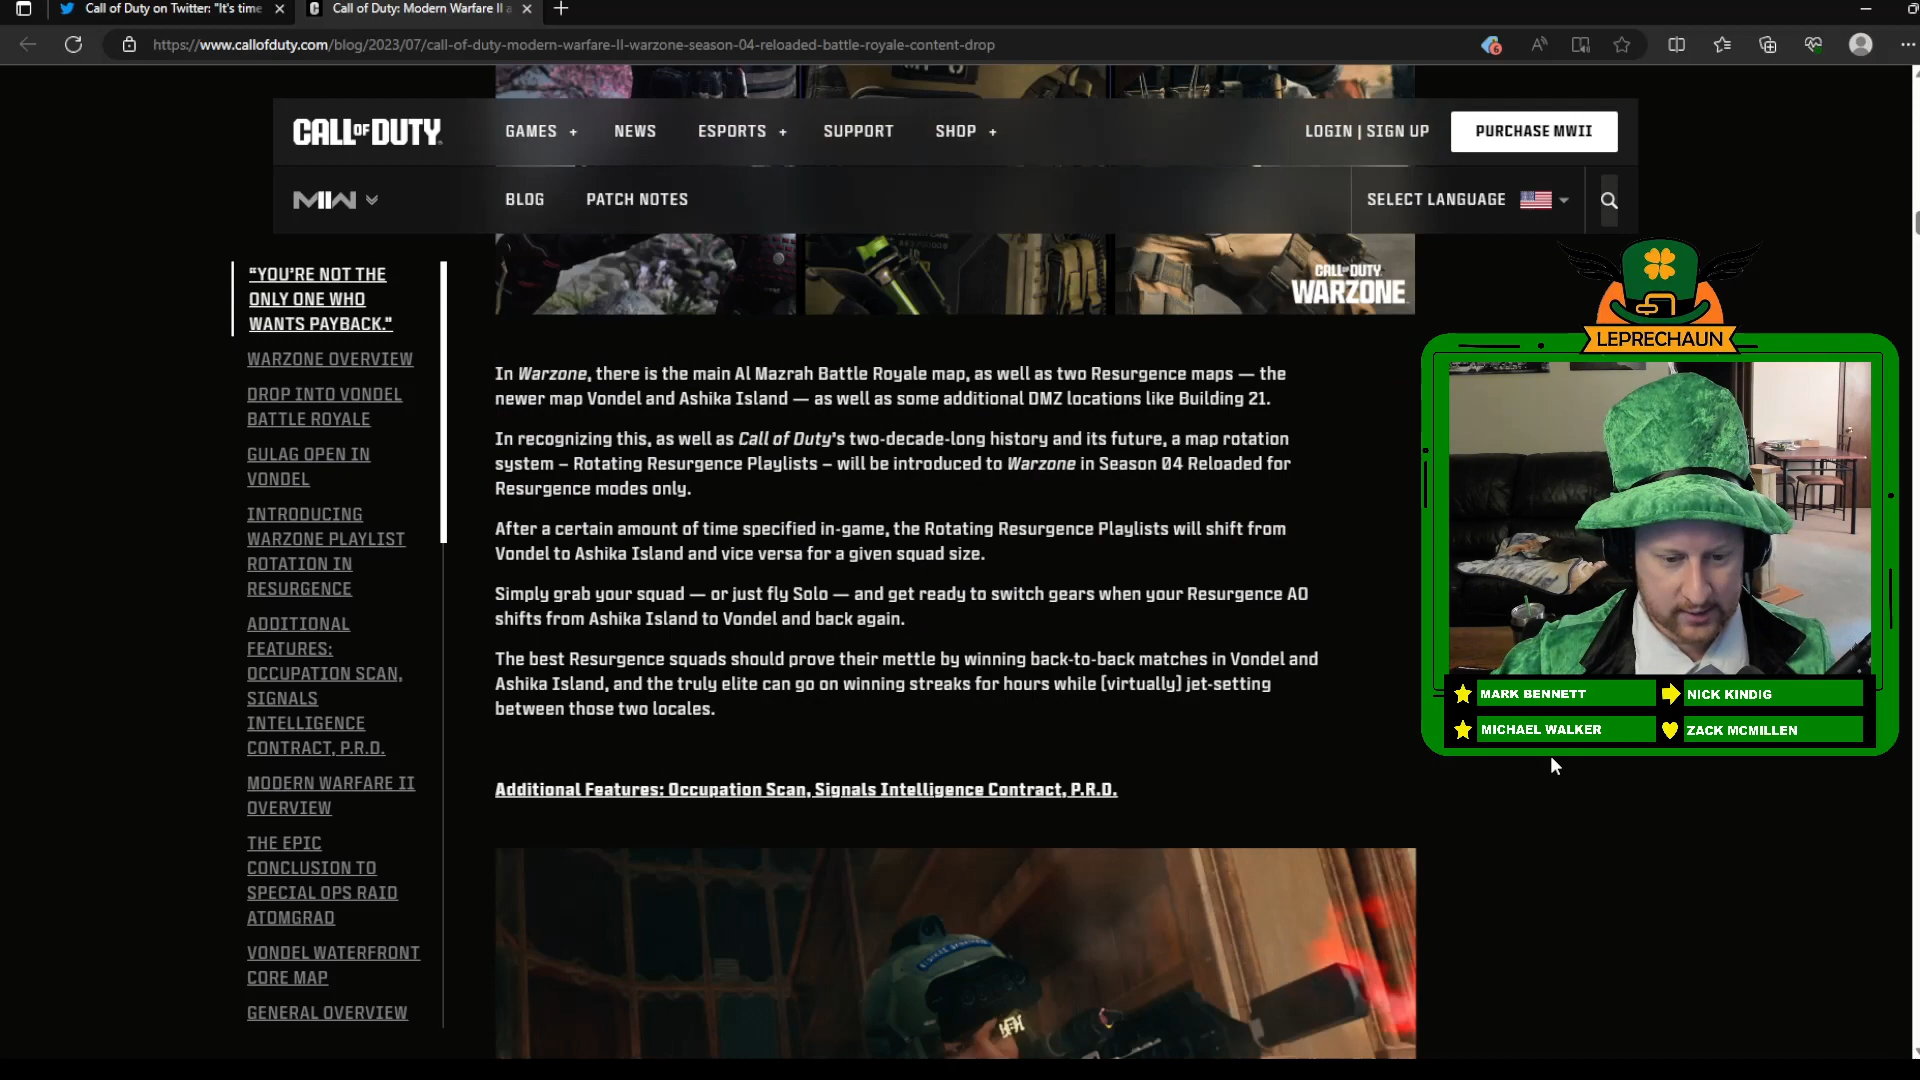 Call of Duty on Twitter: "It's time
Call of Duty: Modern Warfare II a
https://www.callofduty.com/blog/2023/07/call-of-duty-modern-warfare-II-warzone-season-04-reloaded-battle-royale-content-drop
6
CALL OF DUTY
GAMES +
NEWS
ESPORTS +
SUPPORT
SHOP +
LOGIN | SIGN UP
PURCHASE MWII
MWII
BLOG
PATCH NOTES
SELECT LANGUAGE
CALL OF DUTY
WARZONE
"YOU'RE NOT THE
ONLY ONE WHO
WANTS PAYBACK."
WARZONE OVERVIEW
DROP INTO VONDEL
BATTLE ROYALE
GULAG OPEN IN
VONDEL
INTRODUCING
WARZONE PLAYLIST
ROTATION IN
RESURGENCE
ADDITIONAL
FEATURES:
OCCUPATION SCAN,
SIGNALS
INTELLIGENCE
CONTRACT, P.R.D.
MODERN WARFARE II
OVERVIEW
THE EPIC
CONCLUSION TO
SPECIAL OPS RAID
ATOMGRAD
VONDEL WATERFRONT
CORE MAP
GENERAL OVERVIEW
In Warzone, there is the main Al Mazrah Battle Royale map, as well as two Resurgence maps — the
newer map Vondel and Ashika Island — as well as some additional DMZ locations like Building 21.
In recognizing this, as well as Call of Duty's two-decade-long history and its future, a map rotation
system – Rotating Resurgence Playlists – will be introduced to Warzone in Season 04 Reloaded for
Resurgence modes only.
After a certain amount of time specified in-game, the Rotating Resurgence Playlists will shift from
Vondel to Ashika Island and vice versa for a given squad size.
Simply grab your squad — or just fly Solo — and get ready to switch gears when your Resurgence AO
shifts from Ashika Island to Vondel and back again.
The best Resurgence squads should prove their mettle by winning back-to-back matches in Vondel and
Ashika Island, and the truly elite can go on winning streaks for hours while (virtually) jet-setting
between those two locales.
Additional Features: Occupation Scan, Signals Intelligence Contract, P.R.D.
LEPRECHAUN
MARK BENNETT
NICK KINDIG
MICHAEL WALKER
ZACK MCMILLEN